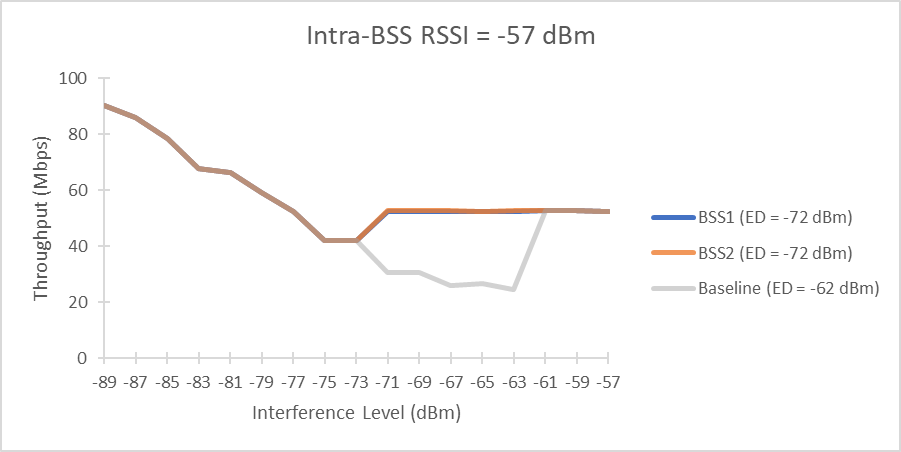 Intra-BSS RSSI = -57 dBm
100
80
60
40
20
0
Throughput (Mbps)
-89 -87 -85 -83 -81 -79 -77 -75 -73 -71 -69 -67 -65 -63 -61 -59 -57
Interference Level (dBm)
BSS1 (ED = -72 dBm)
BSS2 (ED = -72 dBm)
Baseline (ED = -62 dBm)